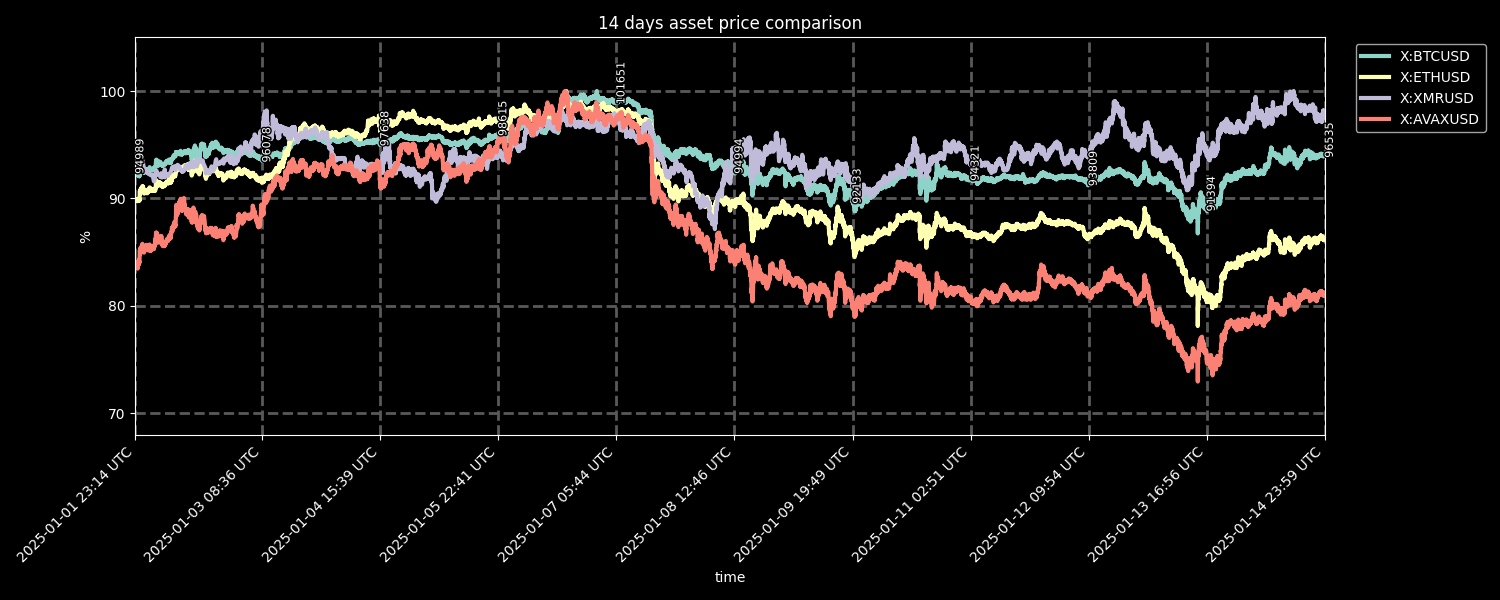 14 days asset price comparison
X:BTCUSD
X:ETHUSD
X:XMRUSD
X:AVAXUSD
100
90
80
70
%
94989
96078
97638
98615
101651
94994
92133
94321
93809
91394
96535
2025-01-01 23:14 UTC
2025-01-03 08:36 UTC
2025-01-04 15:39 UTC
2025-01-05 22:41 UTC
2025-01-07 05:44 UTC
2025-01-08 12:46 UTC
2025-01-09 19:49 UTC
2025-01-11 02:51 UTC
2025-01-12 09:54 UTC
2025-01-13 16:56 UTC
2025-01-14 23:59 UTC
time